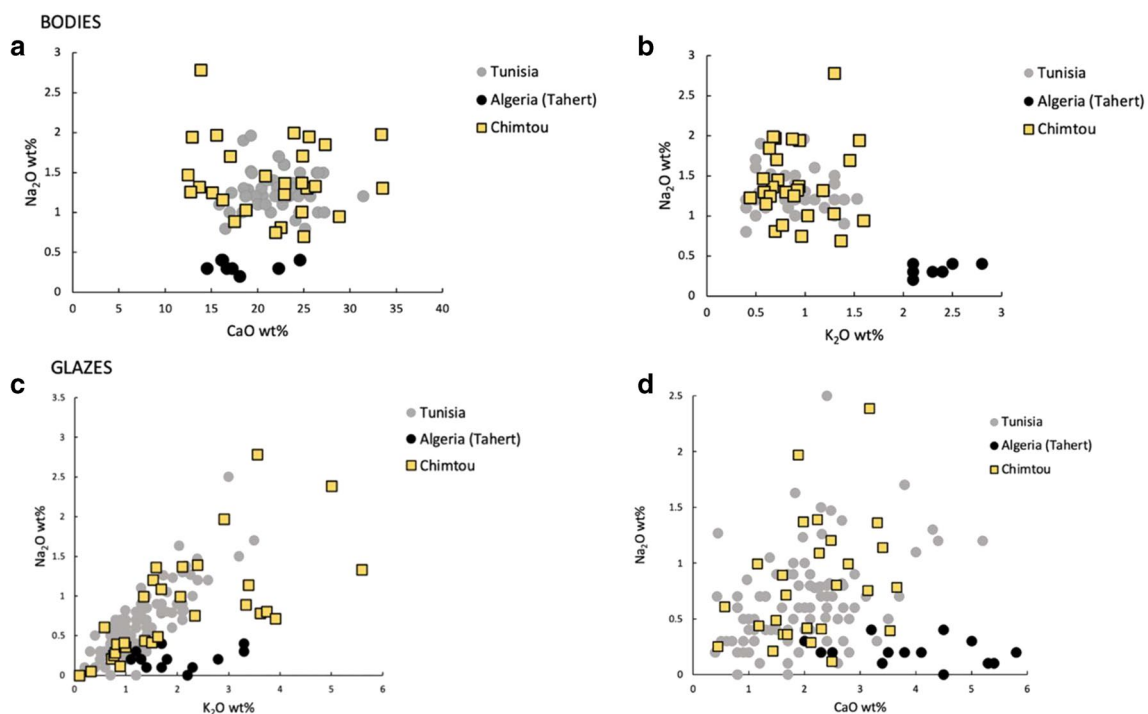 BODIES
a
3
2.5
2
1.5
1
0.5
0
0 5 10 15 20 25 30 35 40
Na₂O wt%
CaO wt%
Tunisia
Algeria (Tahert)
Chimtou
b
3
2.5
2
1.5
1
0.5
0
0 0.5 1 1.5 2 2.5 3
Na₂O wt%
K₂O wt%
Tunisia
Algeria (Tahert)
Chimtou
GLAZES
c
3.5
3
2.5
2
1.5
1
0.5
0
0 1 2 3 4 5 6
Na₂O wt%
K₂O wt%
Tunisia
Algeria (Tahert)
Chimtou
d
2.5
2
1.5
1
0.5
0
0 1 2 3 4 5 6
Na₂O wt%
CaO wt%
Tunisia
Algeria (Tahert)
Chimtou